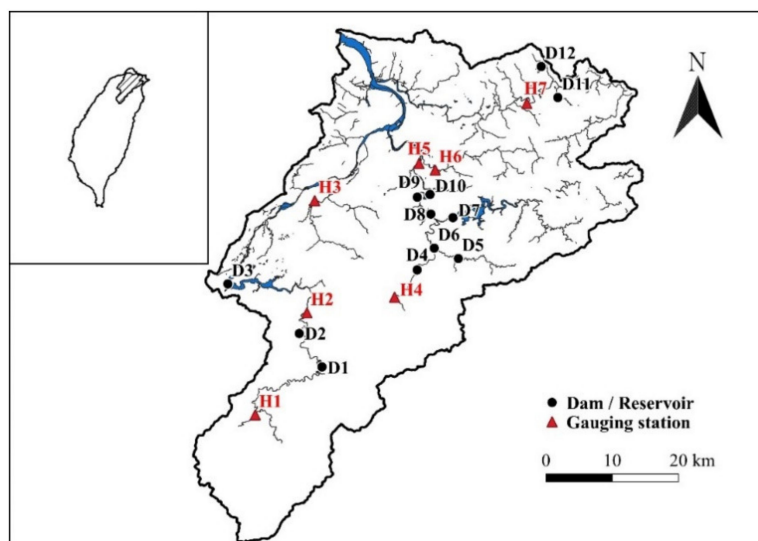 D12
N
H7
D11
H5
H6
D10
D9
H3
D8
D7
D6
D5
D4
D3
H2
H4
D2
D1
H1
Dam / Reservoir
Gauging station
0 10 20 km